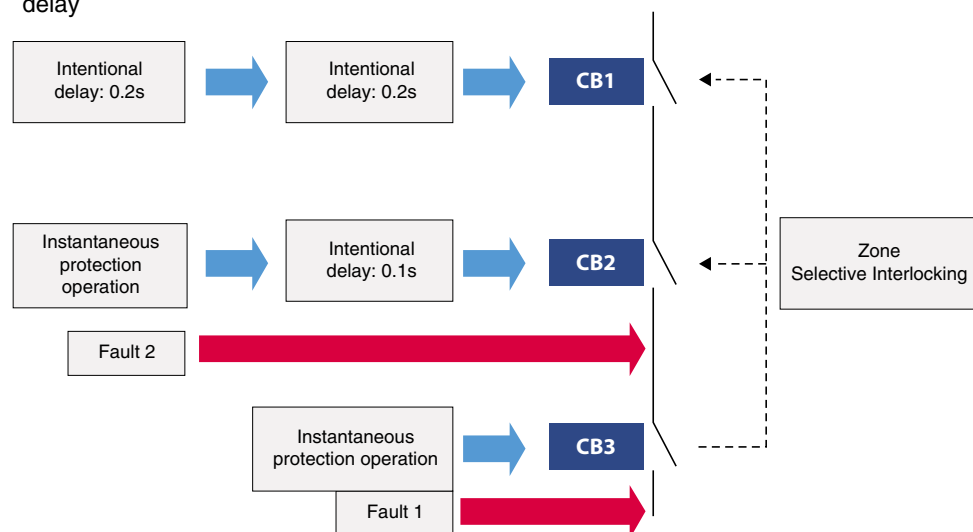 delay
Intentional
delay: 0.2s
Intentional
delay: 0.2s
CB1
Instantaneous
protection
operation
Intentional
delay: 0.1s
CB2
Zone
Selective Interlocking
Fault 2
Instantaneous
protection operation
CB3
Fault 1